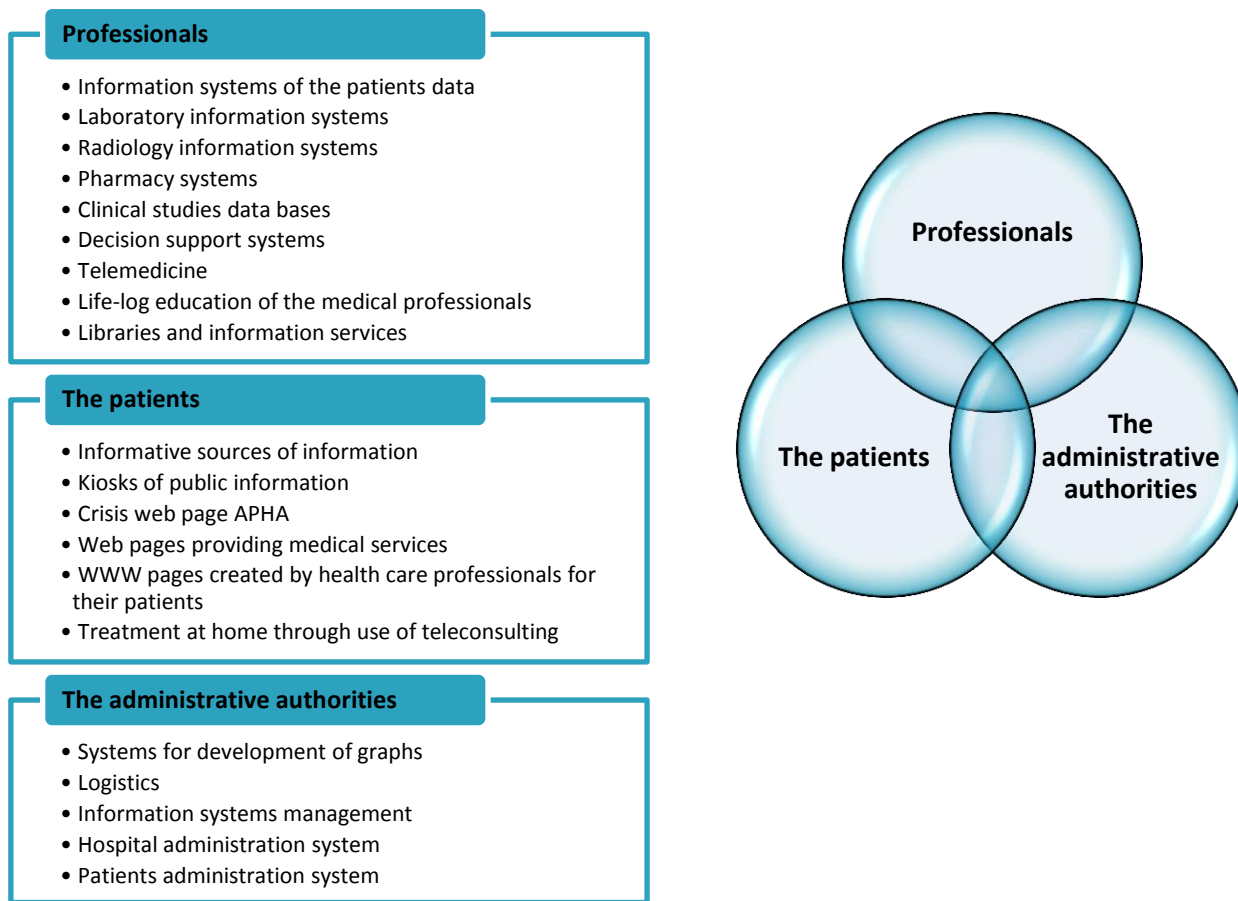 Professionals
• Information systems of the patients data
• Laboratory information systems
• Radiology information systems
• Pharmacy systems
• Clinical studies data bases
• Decision support systems
• Telemedicine
• Life-log education of the medical professionals
• Libraries and information services
The patients
• Informative sources of information
• Kiosks of public information
• Crisis web page APHA
• Web pages providing medical services
• WWW pages created by health care professionals for
their patients
• Treatment at home through use of teleconsulting
The administrative authorities
• Systems for development of graphs
• Logistics
• Information systems management
• Hospital administration system
• Patients administration system
Professionals
The patients
The
administrative
authorities